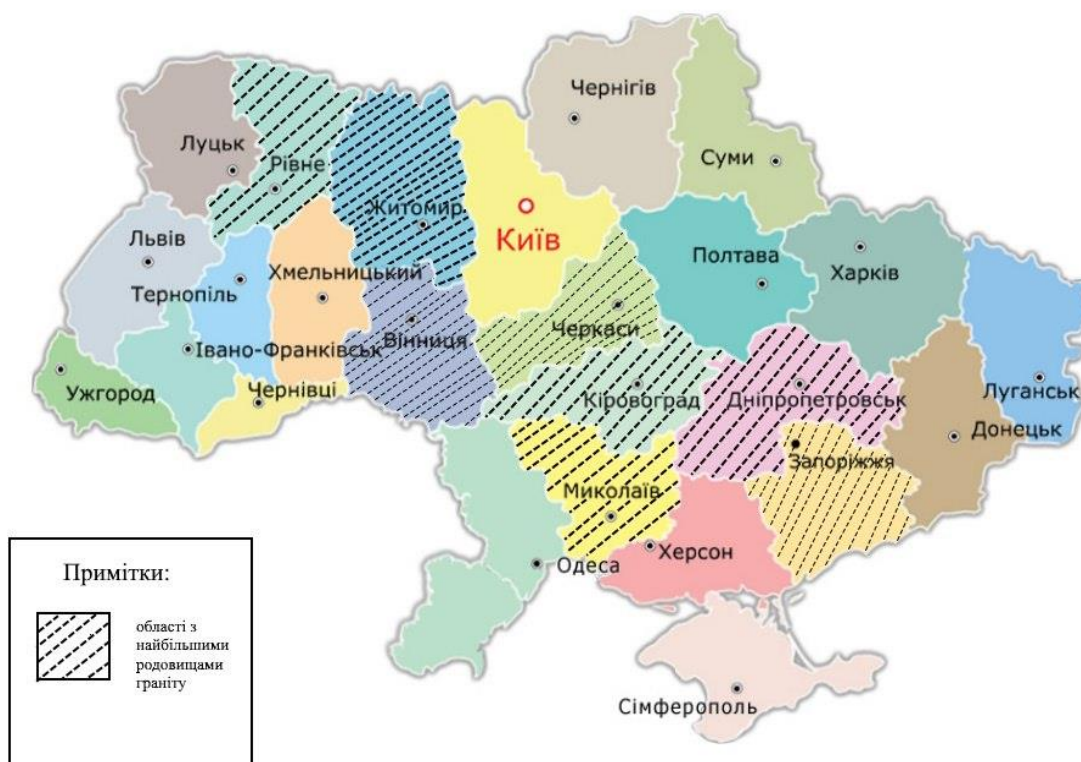 Чернігів
Луцьк
Рівне
Суми
Житомир
Київ
Львів
Полтава
Харків
Хмельницький
Тернопіль
Черкаси
Вінниця
Івано-Франківськ
Ужгород
Чернівці
Кіровоград
Дніпропетровськ
Луганськ
Донецьк
Запоріжжя
Миколаїв
Херсон
Одеса
Сімферополь
Примітки:
області з
найбільшими
родовищами
граніту